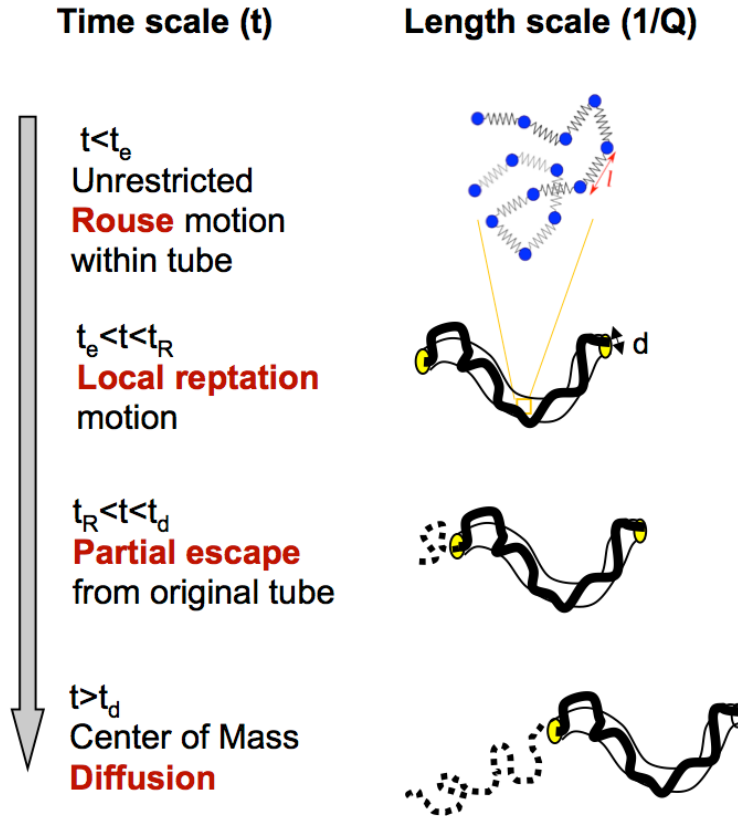 Time scale (t)
Length scale (1/Q)
t<te
Unrestricted
Rouse motion
within tube
l
te<t<tR
Local reptation
motion
d
tR<t<td
Partial escape
from original tube
t>td
Center of Mass
Diffusion